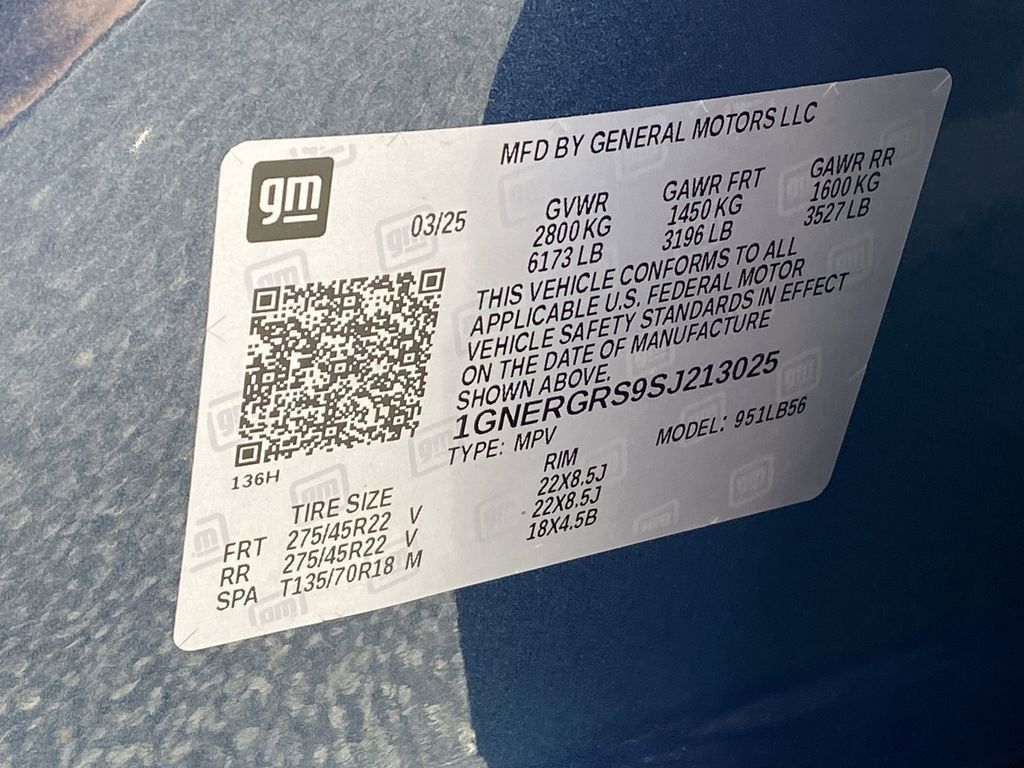 MFD BY GENERAL MOTORS LLC
gm
03/25
GVWR GAWR FRT GAWR RR
2800 KG 1450 KG 1600 KG
6173 LB 3196 LB 3527 LB
THIS VEHICLE CONFORMS TO ALL
APPLICABLE U.S. FEDERAL MOTOR
VEHICLE SAFETY STANDARDS IN EFFECT
ON THE DATE OF MANUFACTURE
SHOWN ABOVE.
1GNERGRS9SJ213025
TYPE: MPV MODEL: 951LB56
136H
TIRE SIZE RIM
FRT 275/45R22 V 22X8.5J
RR 275/45R22 V 22X8.5J
SPA T135/70R18 M 18X4.5B